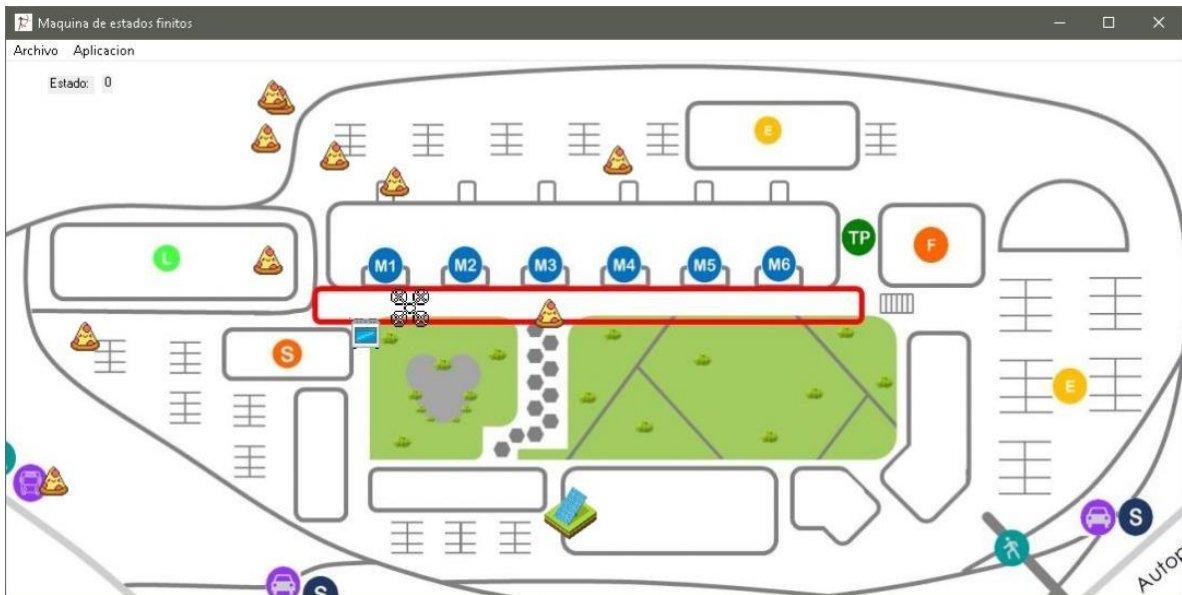 Maquina de estados finitos
Archivo Aplicacion
Estado: 0
E
TP
F
L
M1 M2 M3 M4 M5 M6
S
E
S
S
Autop